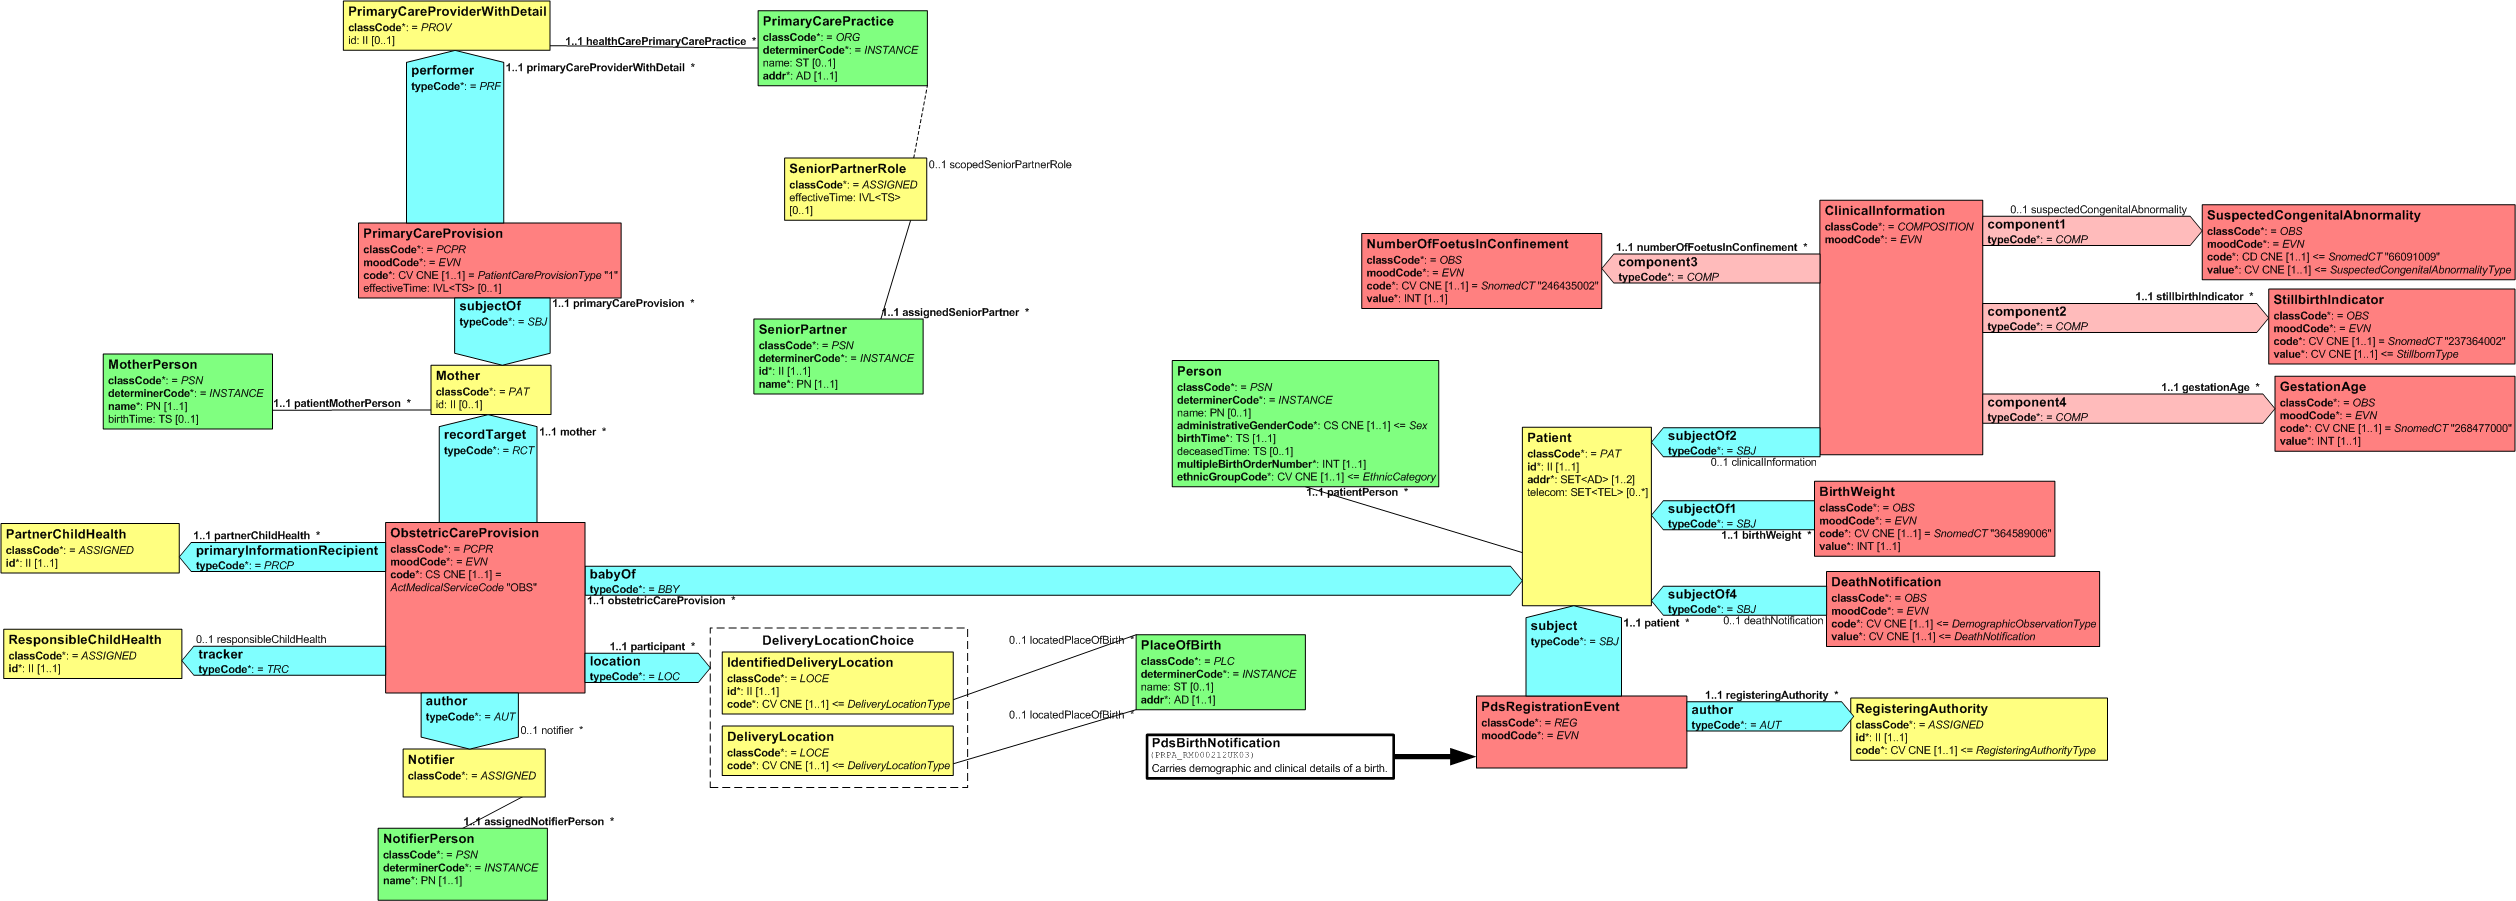 PrimaryCareProviderWithDetail
classCode*: = PROV
id: II [0..1]
1..1 healthCarePrimaryCarePractice *
PrimaryCarePractice
classCode*: = ORG
determinerCode*: = INSTANCE
name: ST [0..1]
addr*: AD [1..1]
performer
typeCode*: = PRF
1..1 primaryCareProviderWithDetail *
SeniorPartnerRole
classCode*: = ASSIGNED
effectiveTime: IVL<TS>
[0..1]
0..1 scopedSeniorPartnerRole
PrimaryCareProvision
classCode*: = PCPR
moodCode*: = EVN
code*: CV CNE [1..1] = PatientCareProvisionType "1"
effectiveTime: IVL<TS> [0..1]
subjectOf
typeCode*: = SBJ
1..1 primaryCareProvision *
1..1 assignedSeniorPartner *
SeniorPartner
classCode*: = PSN
determinerCode*: = INSTANCE
id*: II [1..1]
name*: PN [1..1]
MotherPerson
classCode*: = PSN
determinerCode*: = INSTANCE
name*: PN [1..1]
birthTime: TS [0..1]
1..1 patientMotherPerson *
Mother
classCode*: = PAT
id: II [0..1]
recordTarget
typeCode*: = RCT
1..1 mother *
PartnerChildHealth
classCode*: = ASSIGNED
id*: II [1..1]
1..1 partnerChildHealth *
primaryInformationRecipient
typeCode*: = PRCP
ObstetricCareProvision
classCode*: = PCPR
moodCode*: = EVN
code*: CS CNE [1..1] =
ActMedicalServiceCode "OBS"
babyOf
typeCode*: = BBY
1..1 obstetricCareProvision *
ResponsibleChildHealth
classCode*: = ASSIGNED
id*: II [1..1]
0..1 responsibleChildHealth
tracker
typeCode*: = TRC
1..1 participant *
location
typeCode*: = LOC
author
typeCode*: = AUT
0..1 notifier *
Notifier
classCode*: = ASSIGNED
1..1 assignedNotifierPerson *
NotifierPerson
classCode*: = PSN
determinerCode*: = INSTANCE
name*: PN [1..1]
DeliveryLocationChoice
IdentifiedDeliveryLocation
classCode*: = LOCE
id*: II [1..1]
code*: CV CNE [1..1] <= DeliveryLocationType
DeliveryLocation
classCode*: = LOCE
code*: CV CNE [1..1] <= DeliveryLocationType
0..1 locatedPlaceOfBirth *
0..1 locatedPlaceOfBirth *
PlaceOfBirth
classCode*: = PLC
determinerCode*: = INSTANCE
name: ST [0..1]
addr*: AD [1..1]
PdsBirthNotification
(PRPA_RM000212UK03)
Carries demographic and clinical details of a birth.
Person
classCode*: = PSN
determinerCode*: = INSTANCE
name: PN [0..1]
administrativeGenderCode*: CS CNE [1..1] <= Sex
birthTime*: TS [1..1]
deceasedTime: TS [0..1]
multipleBirthOrderNumber*: INT [1..1]
ethnicGroupCode*: CV CNE [1..1] <= EthnicCategory
1..1 patientPerson *
Patient
classCode*: = PAT
id*: II [1..1]
addr*: SET<AD> [1..2]
telecom: SET<TEL> [0..*]
subject
typeCode*: = SBJ
1..1 patient *
PdsRegistrationEvent
classCode*: = REG
moodCode*: = EVN
1..1 registeringAuthority *
author
typeCode*: = AUT
RegisteringAuthority
classCode*: = ASSIGNED
id*: II [1..1]
code*: CV CNE [1..1] <= RegisteringAuthorityType
NumberOfFoetusInConfinement
classCode*: = OBS
moodCode*: = EVN
code*: CV CNE [1..1] = SnomedCT "246435002"
value*: INT [1..1]
1..1 numberOfFoetusInConfinement *
component3
typeCode*: = COMP
ClinicalInformation
classCode*: = COMPOSITION
moodCode*: = EVN
0..1 suspectedCongenitalAbnormality
component1
typeCode*: = COMP
SuspectedCongenitalAbnormality
classCode*: = OBS
moodCode*: = EVN
code*: CD CNE [1..1] <= SnomedCT "66091009"
value*: CV CNE [1..1] <= SuspectedCongenitalAbnormalityType
1..1 stillbirthIndicator *
component2
typeCode*: = COMP
StillbirthIndicator
classCode*: = OBS
moodCode*: = EVN
code*: CV CNE [1..1] = SnomedCT "237364002"
value*: CV CNE [1..1] <= StillbornType
1..1 gestationAge *
component4
typeCode*: = COMP
GestationAge
classCode*: = OBS
moodCode*: = EVN
code*: CV CNE [1..1] = SnomedCT "268477000"
value*: INT [1..1]
subjectOf2
typeCode*: = SBJ
0..1 clinicalInformation
subjectOf1
typeCode*: = SBJ
1..1 birthWeight *
BirthWeight
classCode*: = OBS
moodCode*: = EVN
code*: CV CNE [1..1] = SnomedCT "364589006"
value*: INT [1..1]
subjectOf4
typeCode*: = SBJ
0..1 deathNotification
DeathNotification
classCode*: = OBS
moodCode*: = EVN
code*: CV CNE [1..1] <= DemographicObservationType
value*: CV CNE [1..1] <= DeathNotification